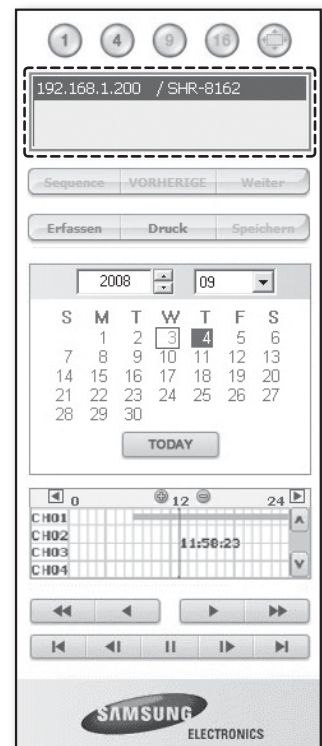 1 4 9 16
192.168.1.200 / SHR-8162
Sequence VORHERIGE Weiter
Erfassen Druck Speichern
2008 09
S M T W T F S
1 2 3 4 5 6
7 8 9 10 11 12 13
14 15 16 17 18 19 20
21 22 23 24 25 26 27
28 29 30
TODAY
0 12 24
CH01
CH02
11:58:23
CH03
CH04
SAMSUNG
ELECTRONICS